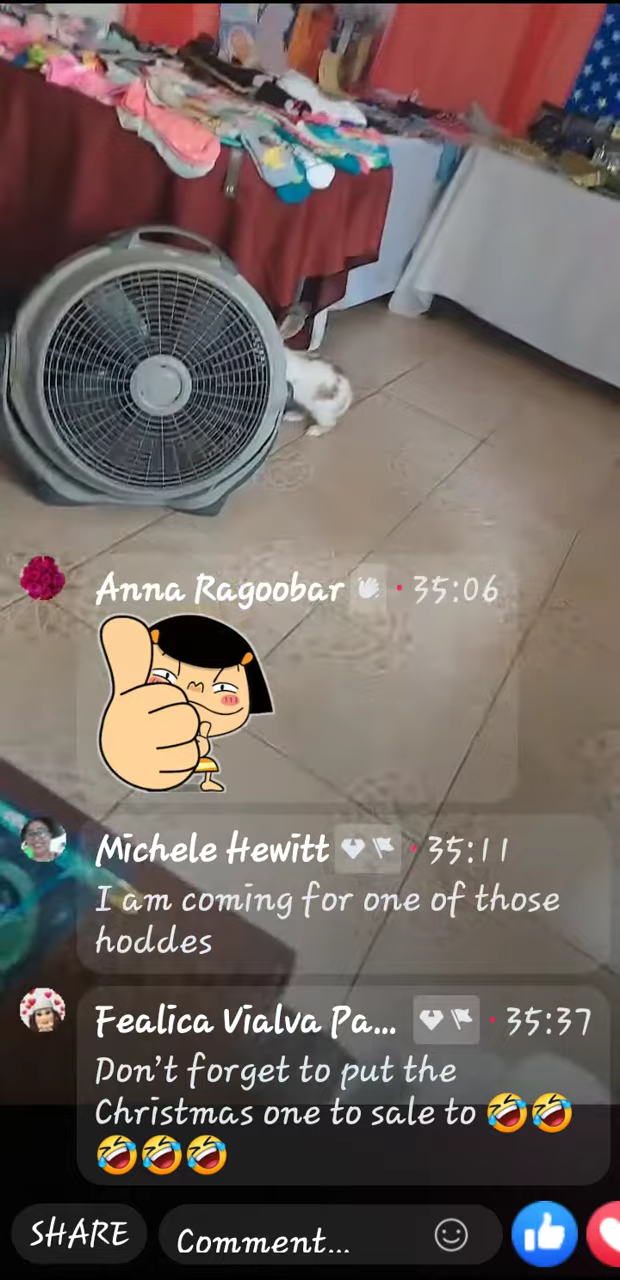 Anna Ragoobar • 35:06
Michele Hewitt • 35:11
I am coming for one of those
hoddes
Fealica Vialva Pa... • 35:37
Don't forget to put the
Christmas one to sale to 🤣🤣
🤣🤣🤣
SHARE Comment...